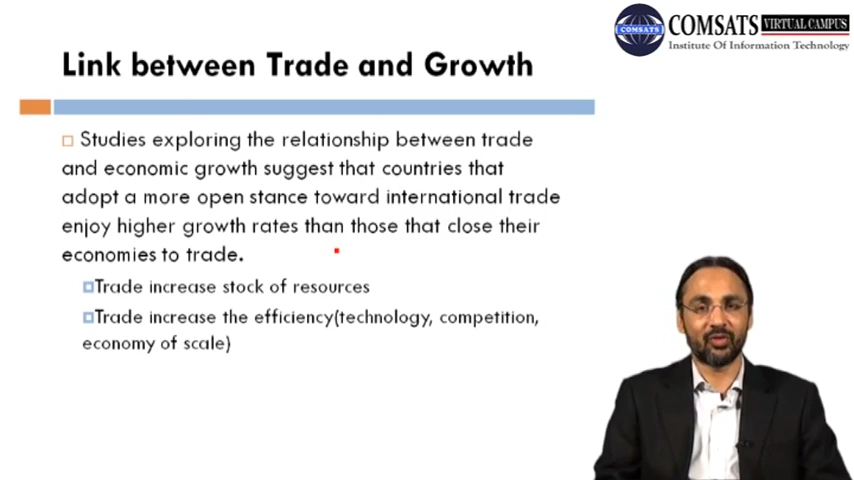 COMSATS VIRTUAL CAMPUS
COMSATS
Institute Of Information Technology
Link between Trade and Growth
Studies exploring the relationship between trade
and economic growth suggest that countries that
adopt a more open stance toward international trade
enjoy higher growth rates than those that close their
economies to trade.
Trade increase stock of resources
Trade increase the efficiency(technology, competition,
economy of scale)